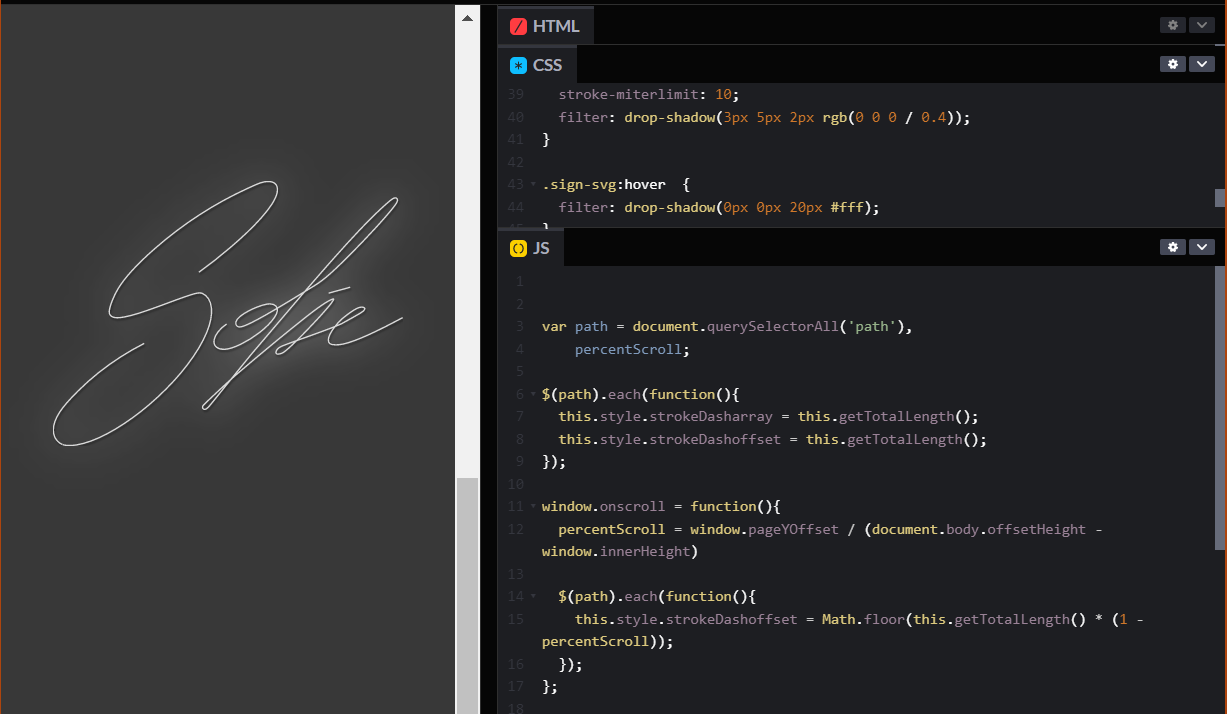 Sofie
HTML
CSS
39 stroke-miterlimit: 10;
40 filter: drop-shadow(3px 5px 2px rgb(0 0 0 / 0.4));
41 }
42
43 .sign-svg:hover  {
44 filter: drop-shadow(0px 0px 20px #fff);
45 }
JS
1
2
3 var path = document.querySelectorAll('path'),
4 percentScroll;
5
6 $(path).each(function(){
7 this.style.strokeDasharray = this.getTotalLength();
8 this.style.strokeDashoffset = this.getTotalLength();
9 });
10
11 window.onscroll = function(){
12 percentScroll = window.pageYOffset / (document.body.offsetHeight -
window.innerHeight)
13
14 $(path).each(function(){
15 this.style.strokeDashoffset = Math.floor(this.getTotalLength() * (1 -
percentScroll));
16 });
17 };
18